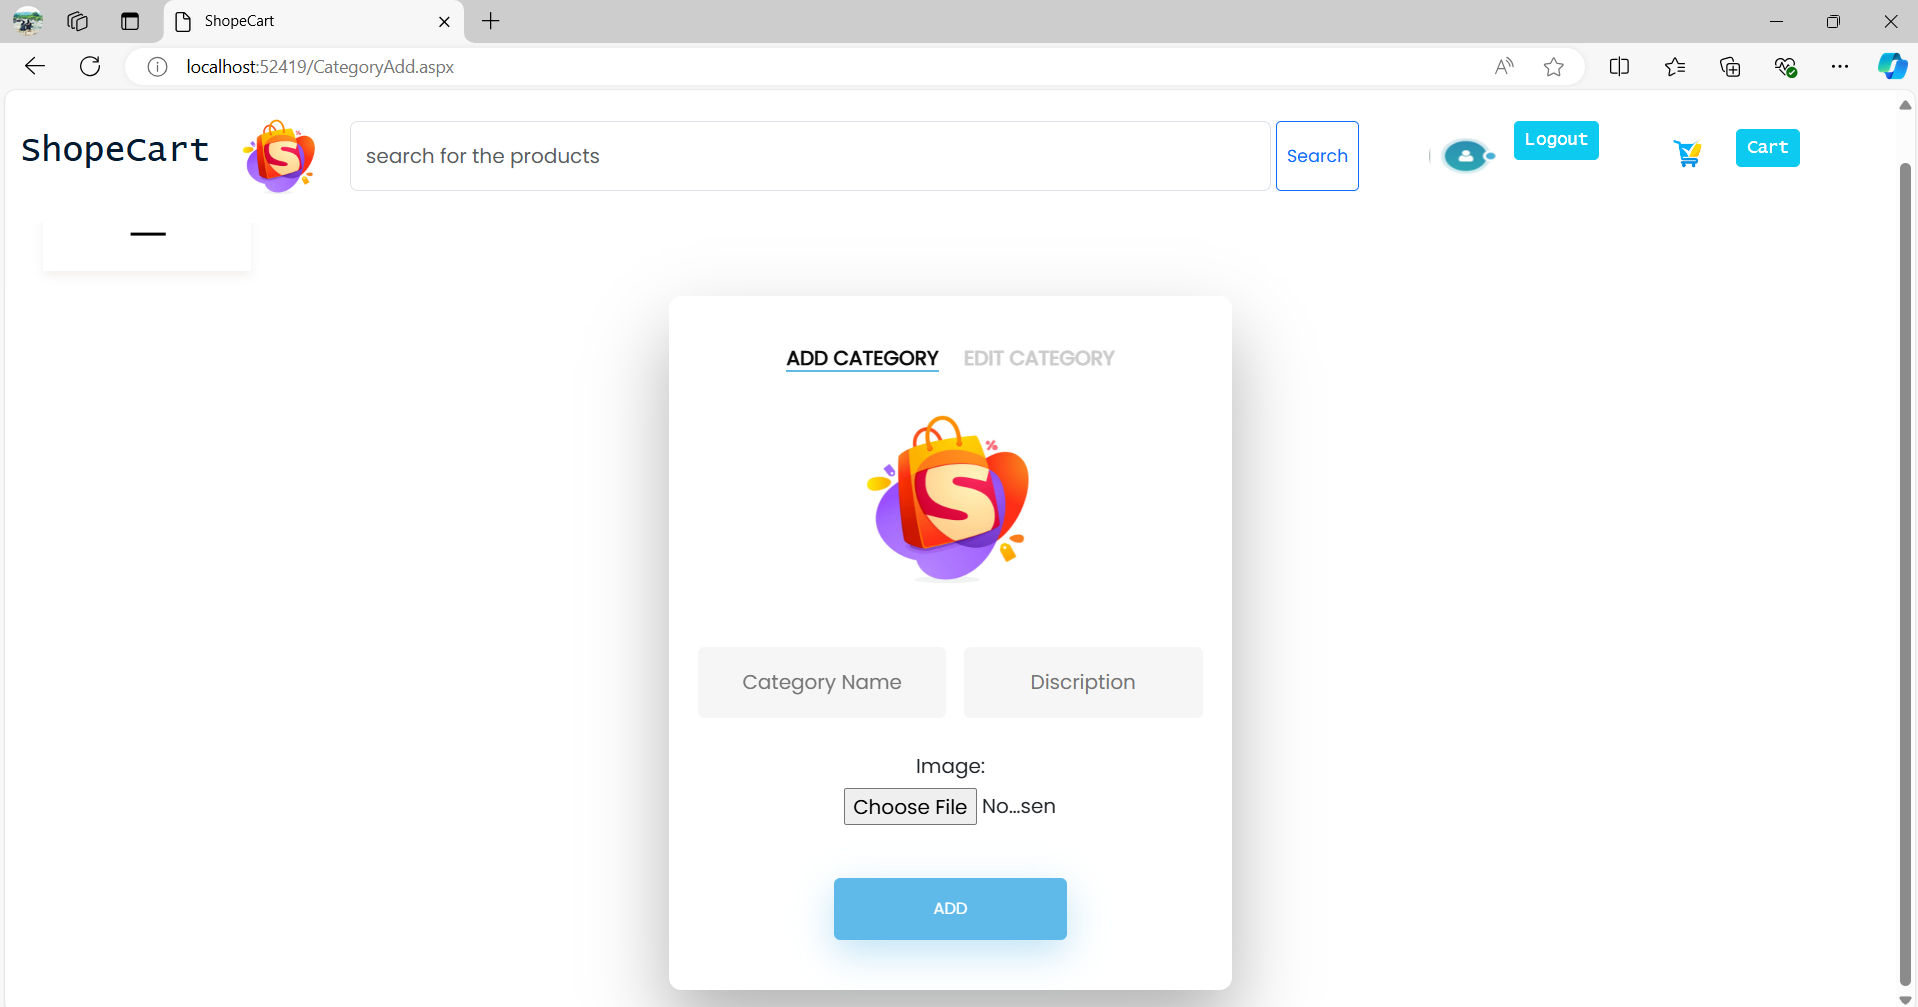 ShopeCart
localhost:52419/CategoryAdd.aspx
ShopeCart
S
search for the products
Search
Logout
Cart
ADD CATEGORY EDIT CATEGORY
S
Category Name Discription
Image:
Choose File No...sen
ADD